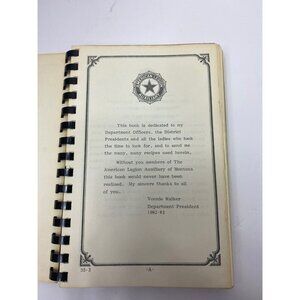 This book is dedicated to my
Department Officers, the District
Presidents and all the ladies who took
the time to look for, and to send me
the many, many recipes used herein.
Without you members of The
American Legion Auxiliary of Montana
this book would never have been
realized. My sincere thanks to all
of you.
Vonnie Walker
Department President
1982-83
-A-